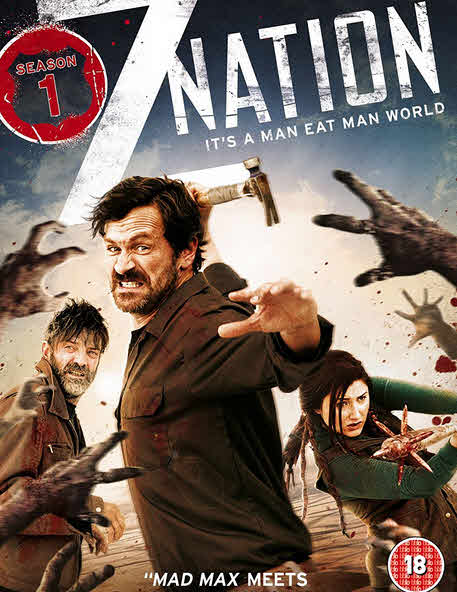 SEASON
1
Z NATION
IT'S A MAN EAT MAN WORLD
"MAD MAX MEETS
18